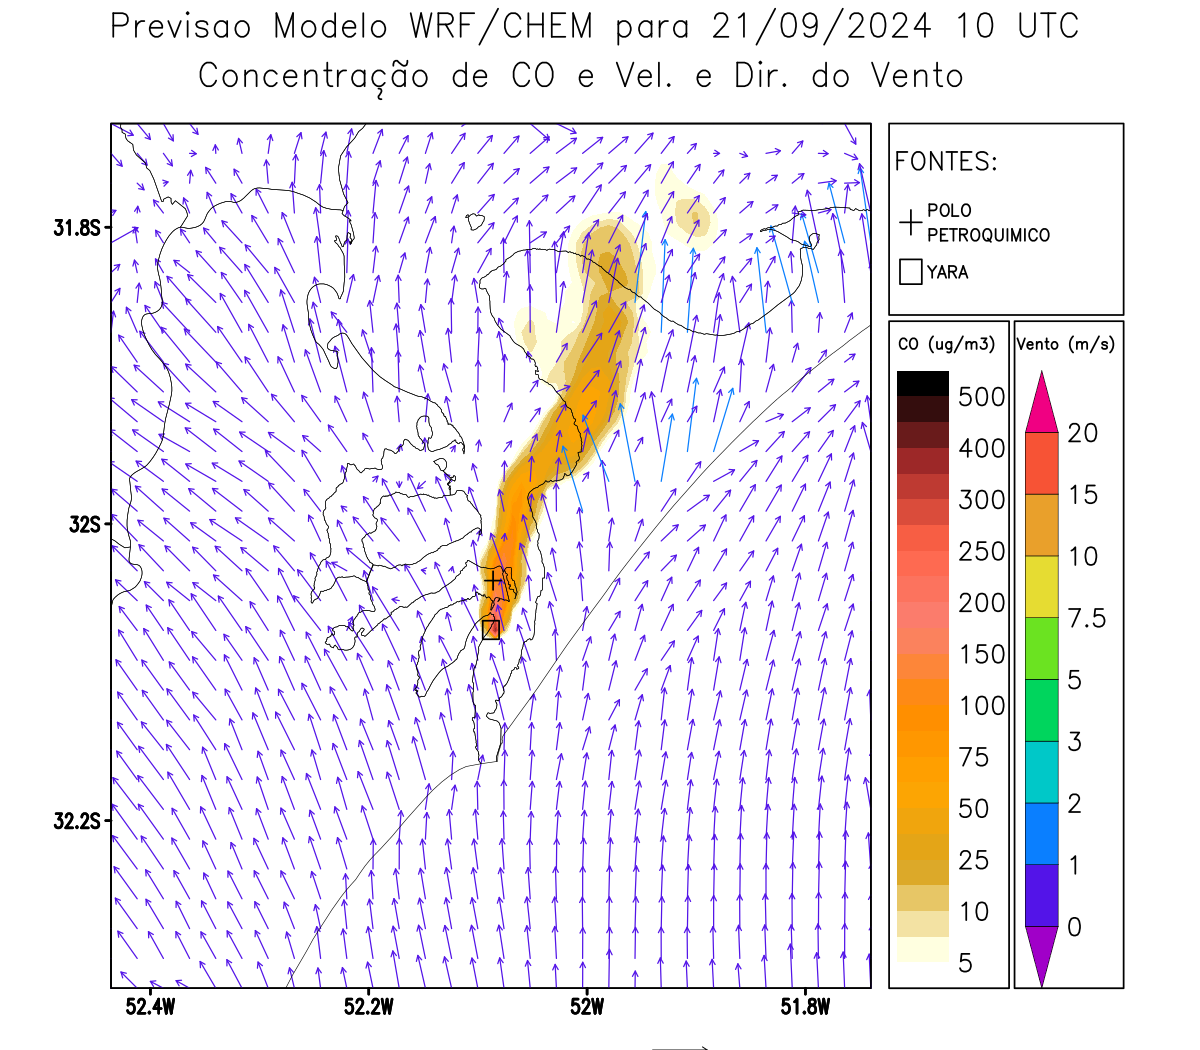 Previsao Modelo WRF/CHEM para 21/09/2024 10 UTC
Concentração de CO e Vel. e Dir. do Vento
FONTES:
POLO
PETROQUIMICO
YARA
31.8S
32S
32.2S
52.4W
52.2W
52W
51.8W
CO (ug/m3)
500
400
300
250
200
150
100
75
50
25
10
5
Vento (m/s)
20
15
10
7.5
5
3
2
1
0